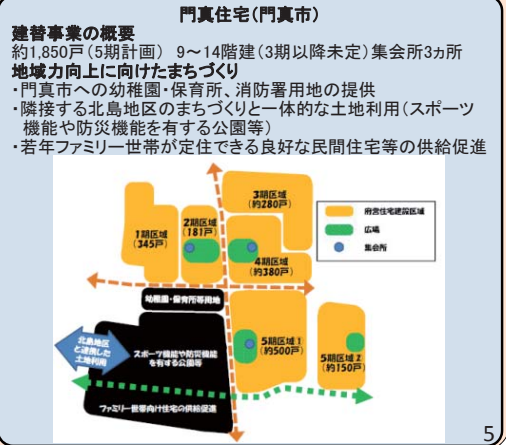 門真住宅(門真市)
建替事業の概要
約1,850戸(5期計画) 9～14階建(3期以降未定)集会所3ヵ所
地域力向上に向けたまちづくり
・門真市への幼稚園・保育所、消防署用地の提供
・隣接する北島地区のまちづくりと一体的な土地利用(スポーツ
機能や防災機能を有する公園等)
・若年ファミリー世帯が定住できる良好な民間住宅等の供給促進
3期区域
(約280戸)
府営住宅建設区域
広場
集会所
1期区域
(345戸)
2期区域
(181戸)
4期区域
(約380戸)
幼稚園・保育所等用地
北島地区
と連携した
土地利用
スポーツ機能や防災機能
を有する公園等
5期区域1
(約500戸)
5期区域2
(約150戸)
ファミリー世帯向け住宅の供給促進
5